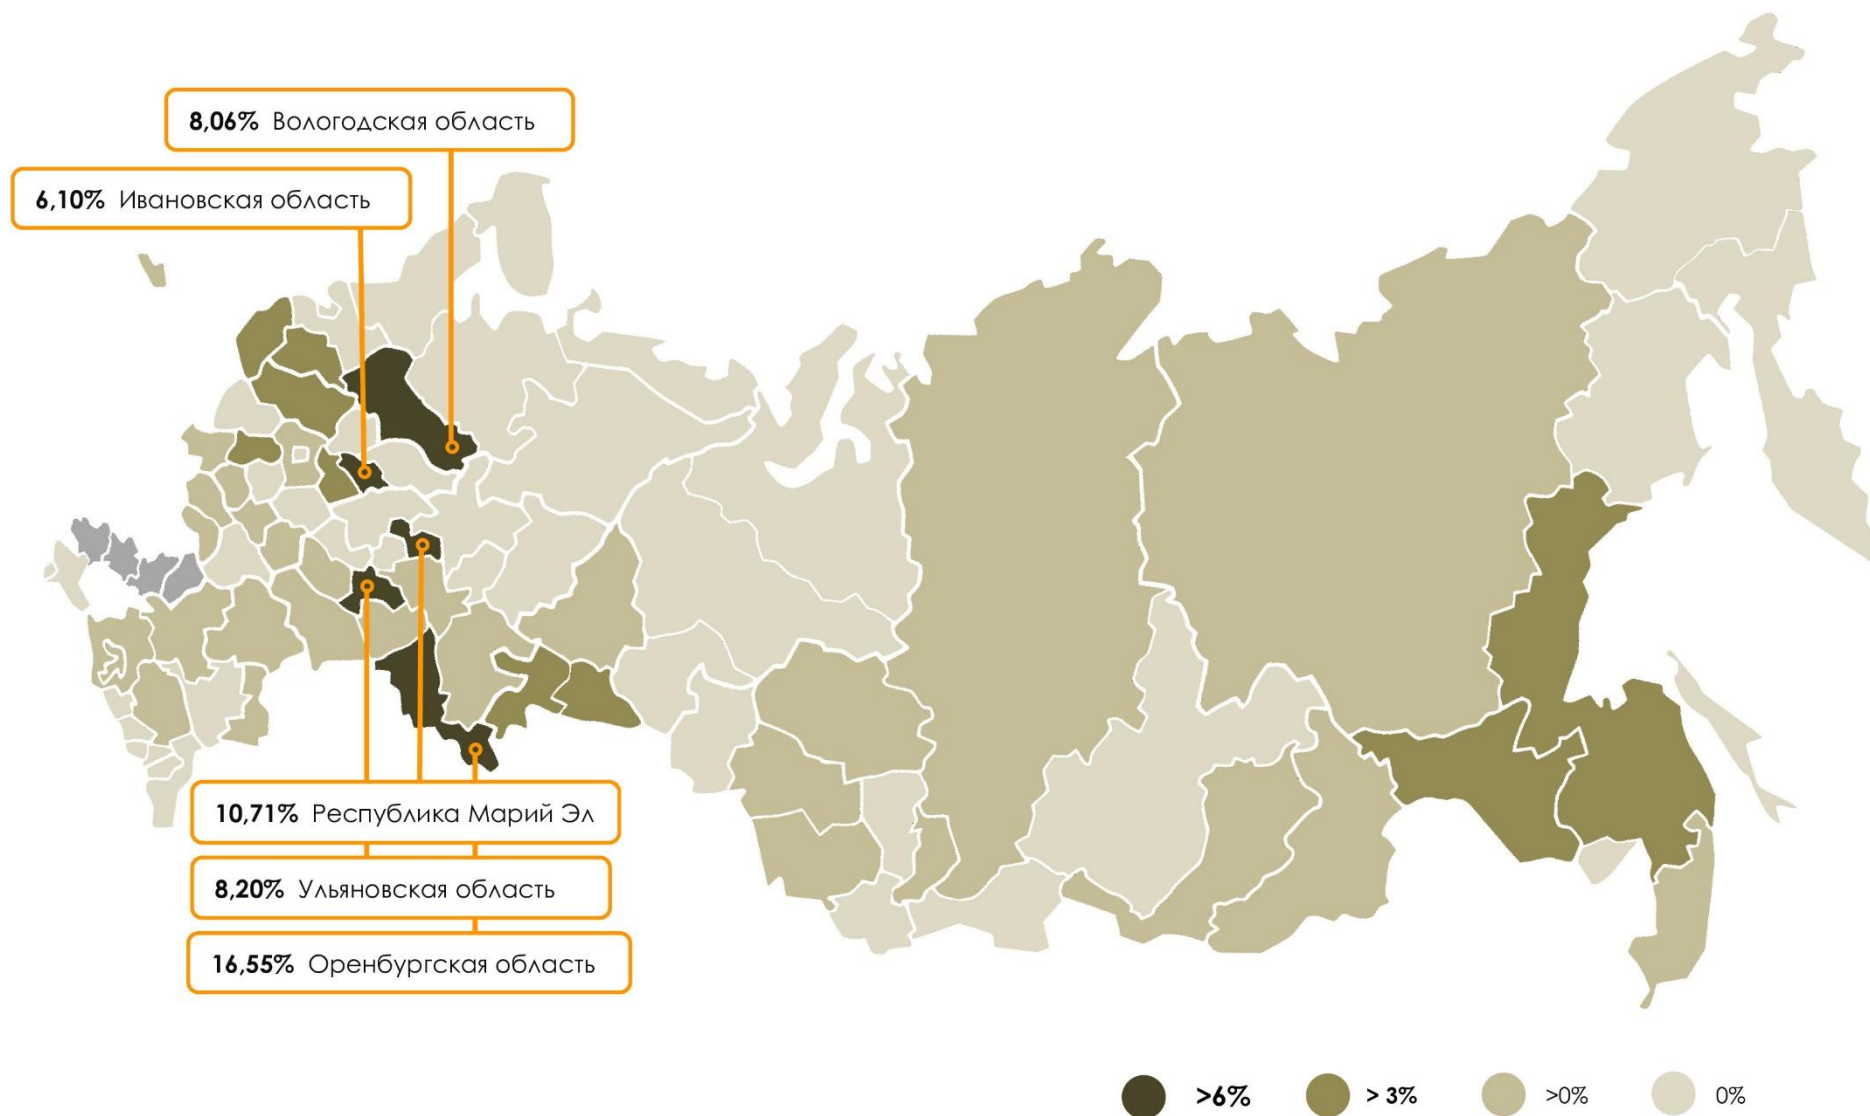 8,06% Вологодская область
6,10% Ивановская область
10,71% Республика Марий Эл
8,20% Ульяновская область
16,55% Оренбургская область
>6% > 3% >0% 0%